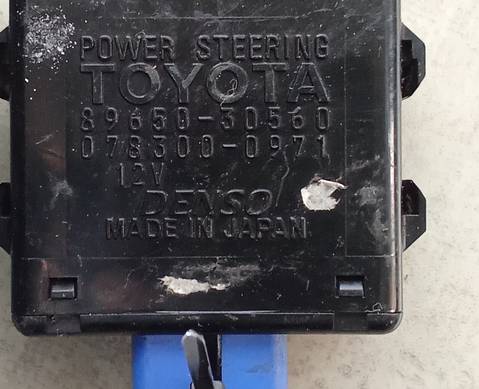 POWER STEERING
TOYOTA
89650-30560
078300-0971
12V
DENSO
MADE IN JAPAN